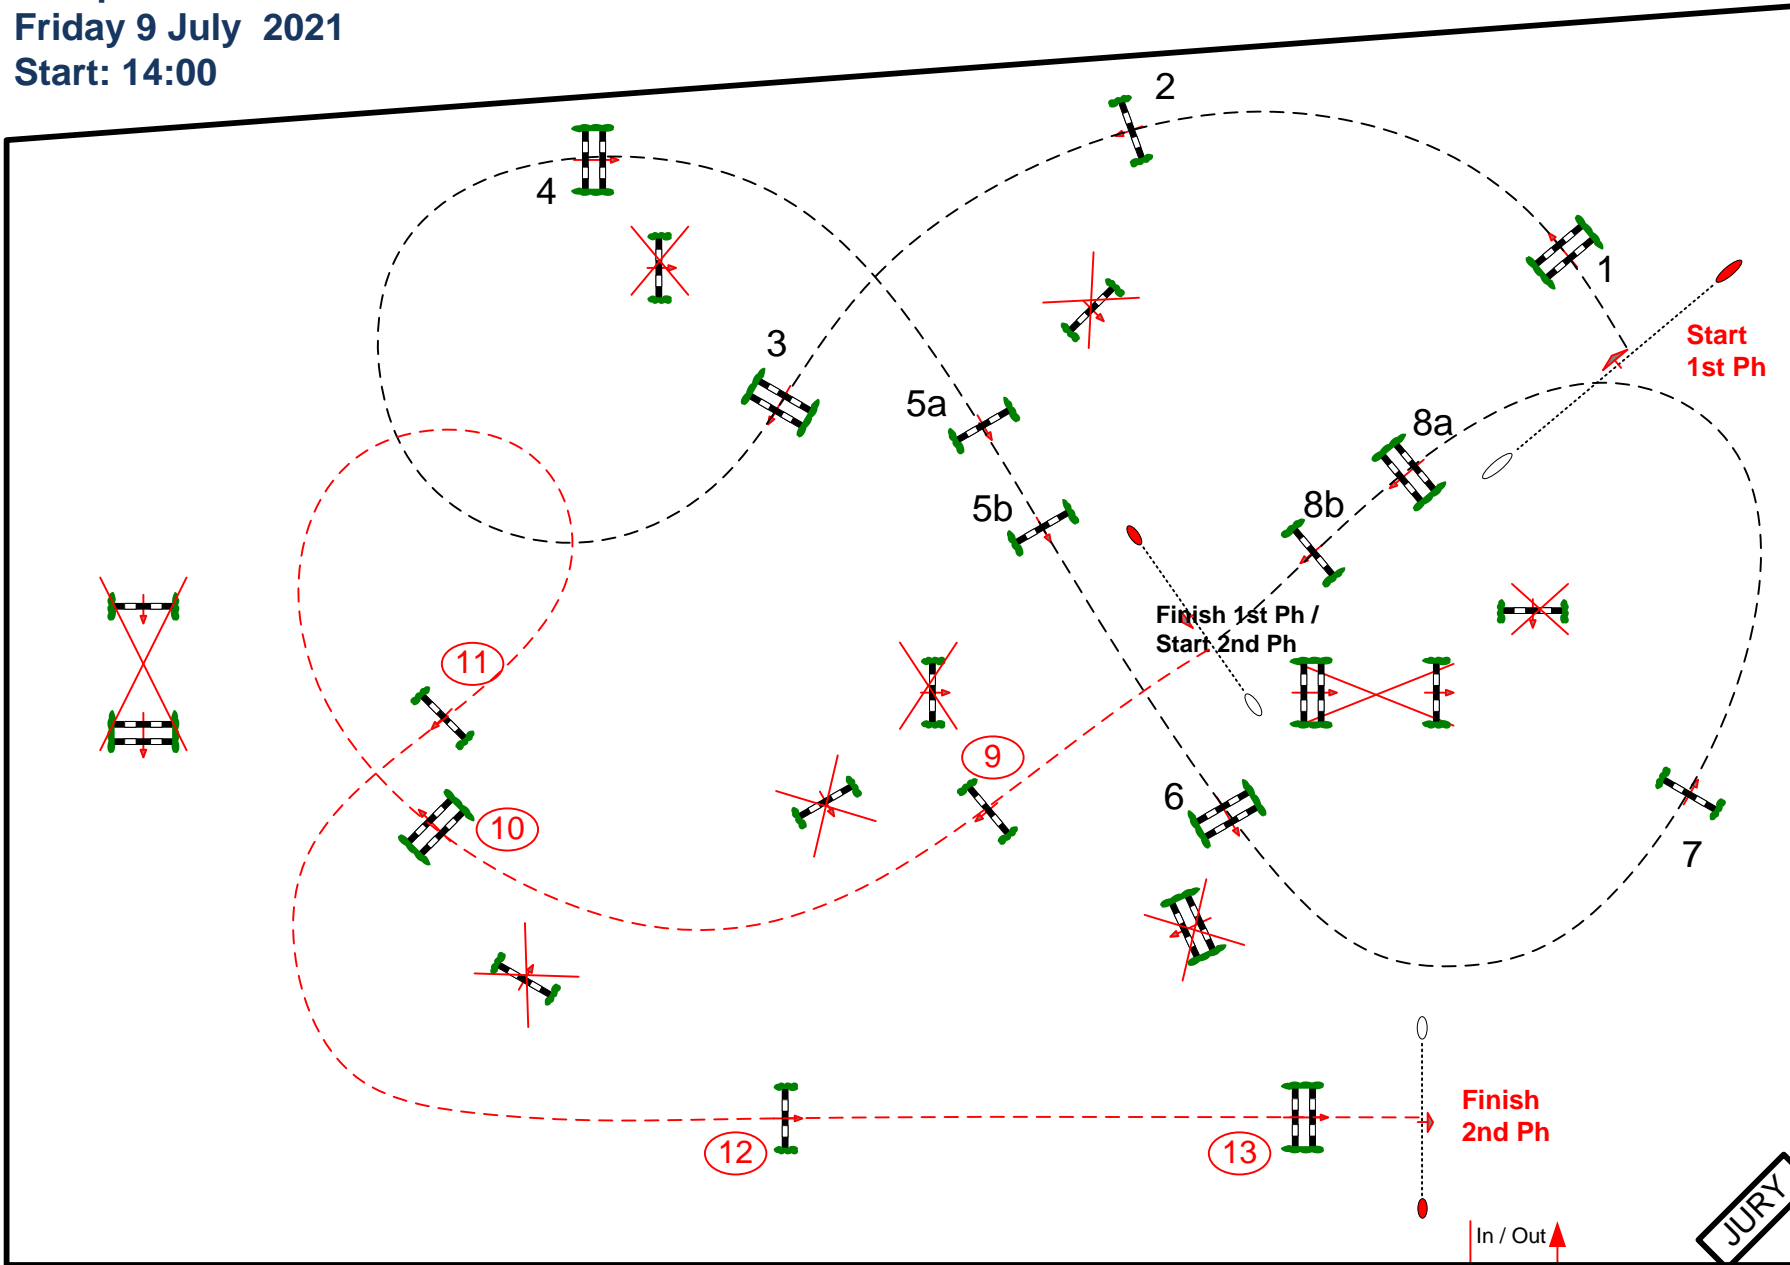 Friday 9 July 2021
Start: 14:00
2
4
1
3
Start
1st Ph
5a
8a
5b
8b
Finish 1st Ph /
Start 2nd Ph
11
9
6
10
7
12
13
Finish
2nd Ph
JURY
In / Out